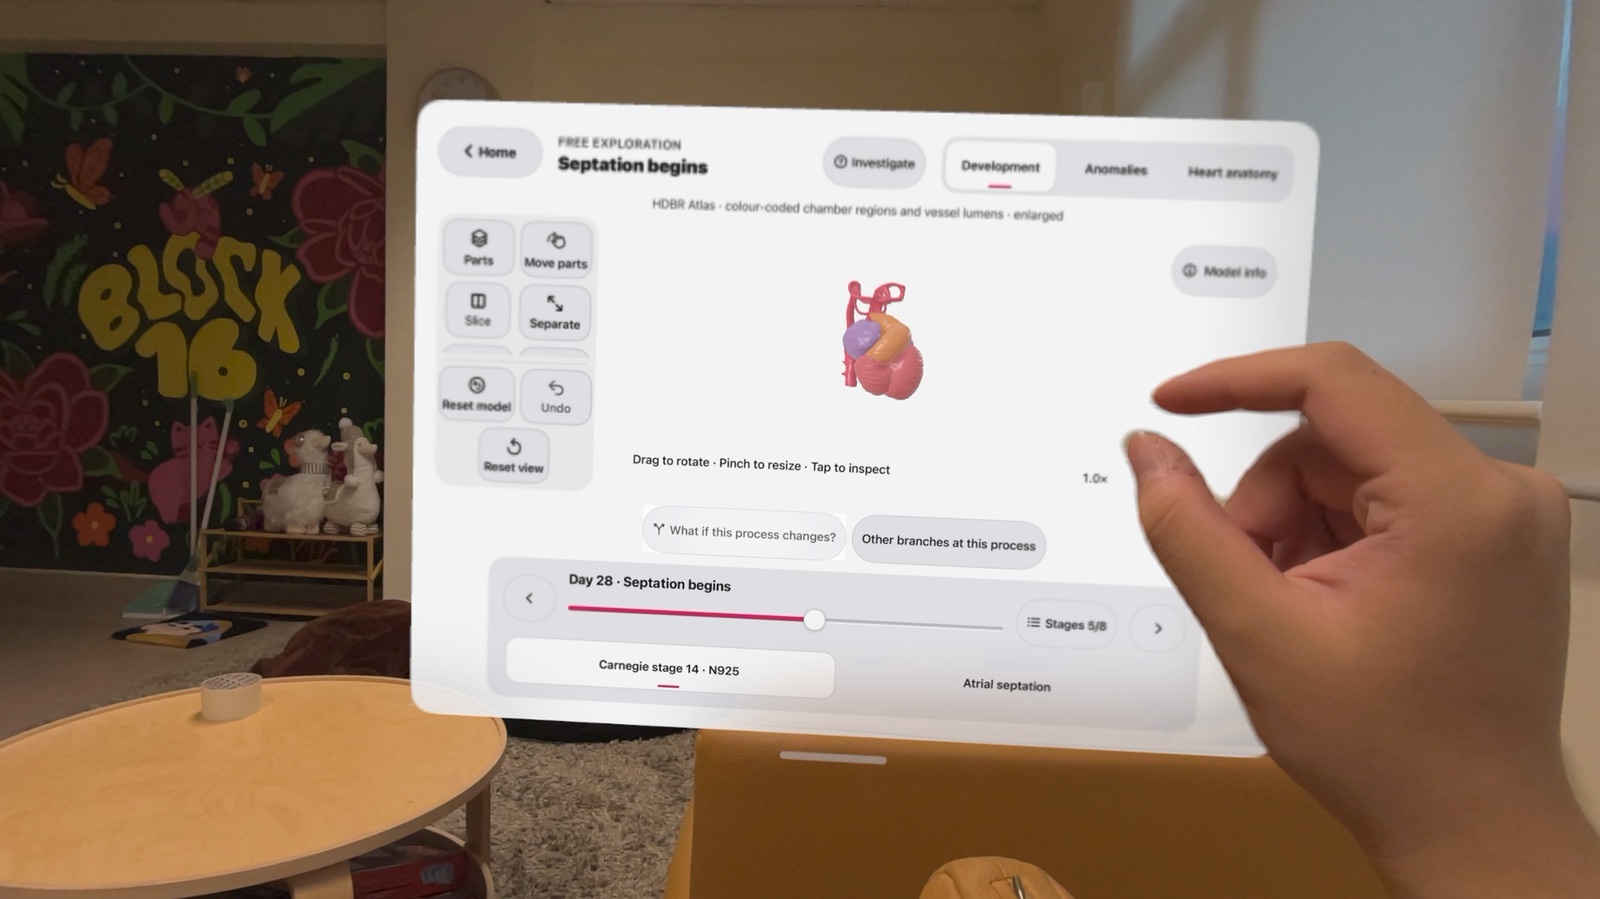 BLOCK
16
Home
FREE EXPLORATION
Septation begins
Investigate
Development
Anomalies
Heart anatomy
HDBR Atlas · colour-coded chamber regions and vessel lumens · enlarged
Parts
Move parts
Model info
Slice
Separate
Reset model
Undo
Reset view
Drag to rotate · Pinch to resize · Tap to inspect
1.0×
What if this process changes?
Other branches at this process
Day 28 · Septation begins
Stages 5/8
Carnegie stage 14 · N925
Atrial septation